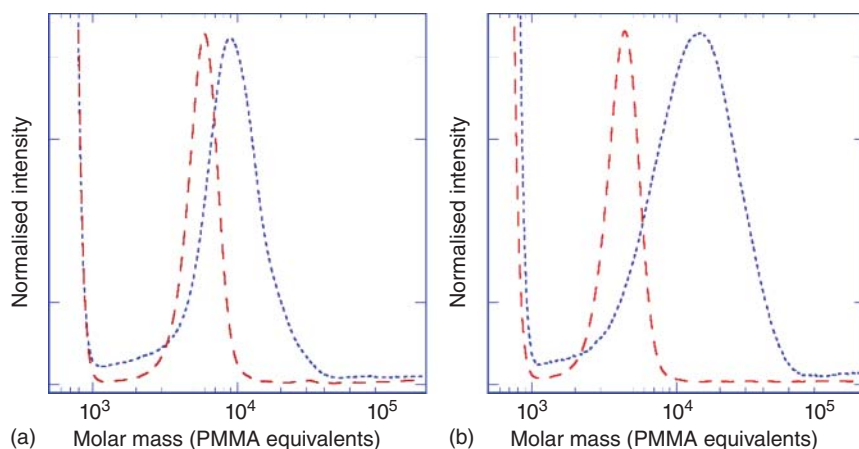 Normalised intensity
10³ 10⁴ 10⁵
(a) Molar mass (PMMA equivalents)
Normalised intensity
10³ 10⁴ 10⁵
(b) Molar mass (PMMA equivalents)